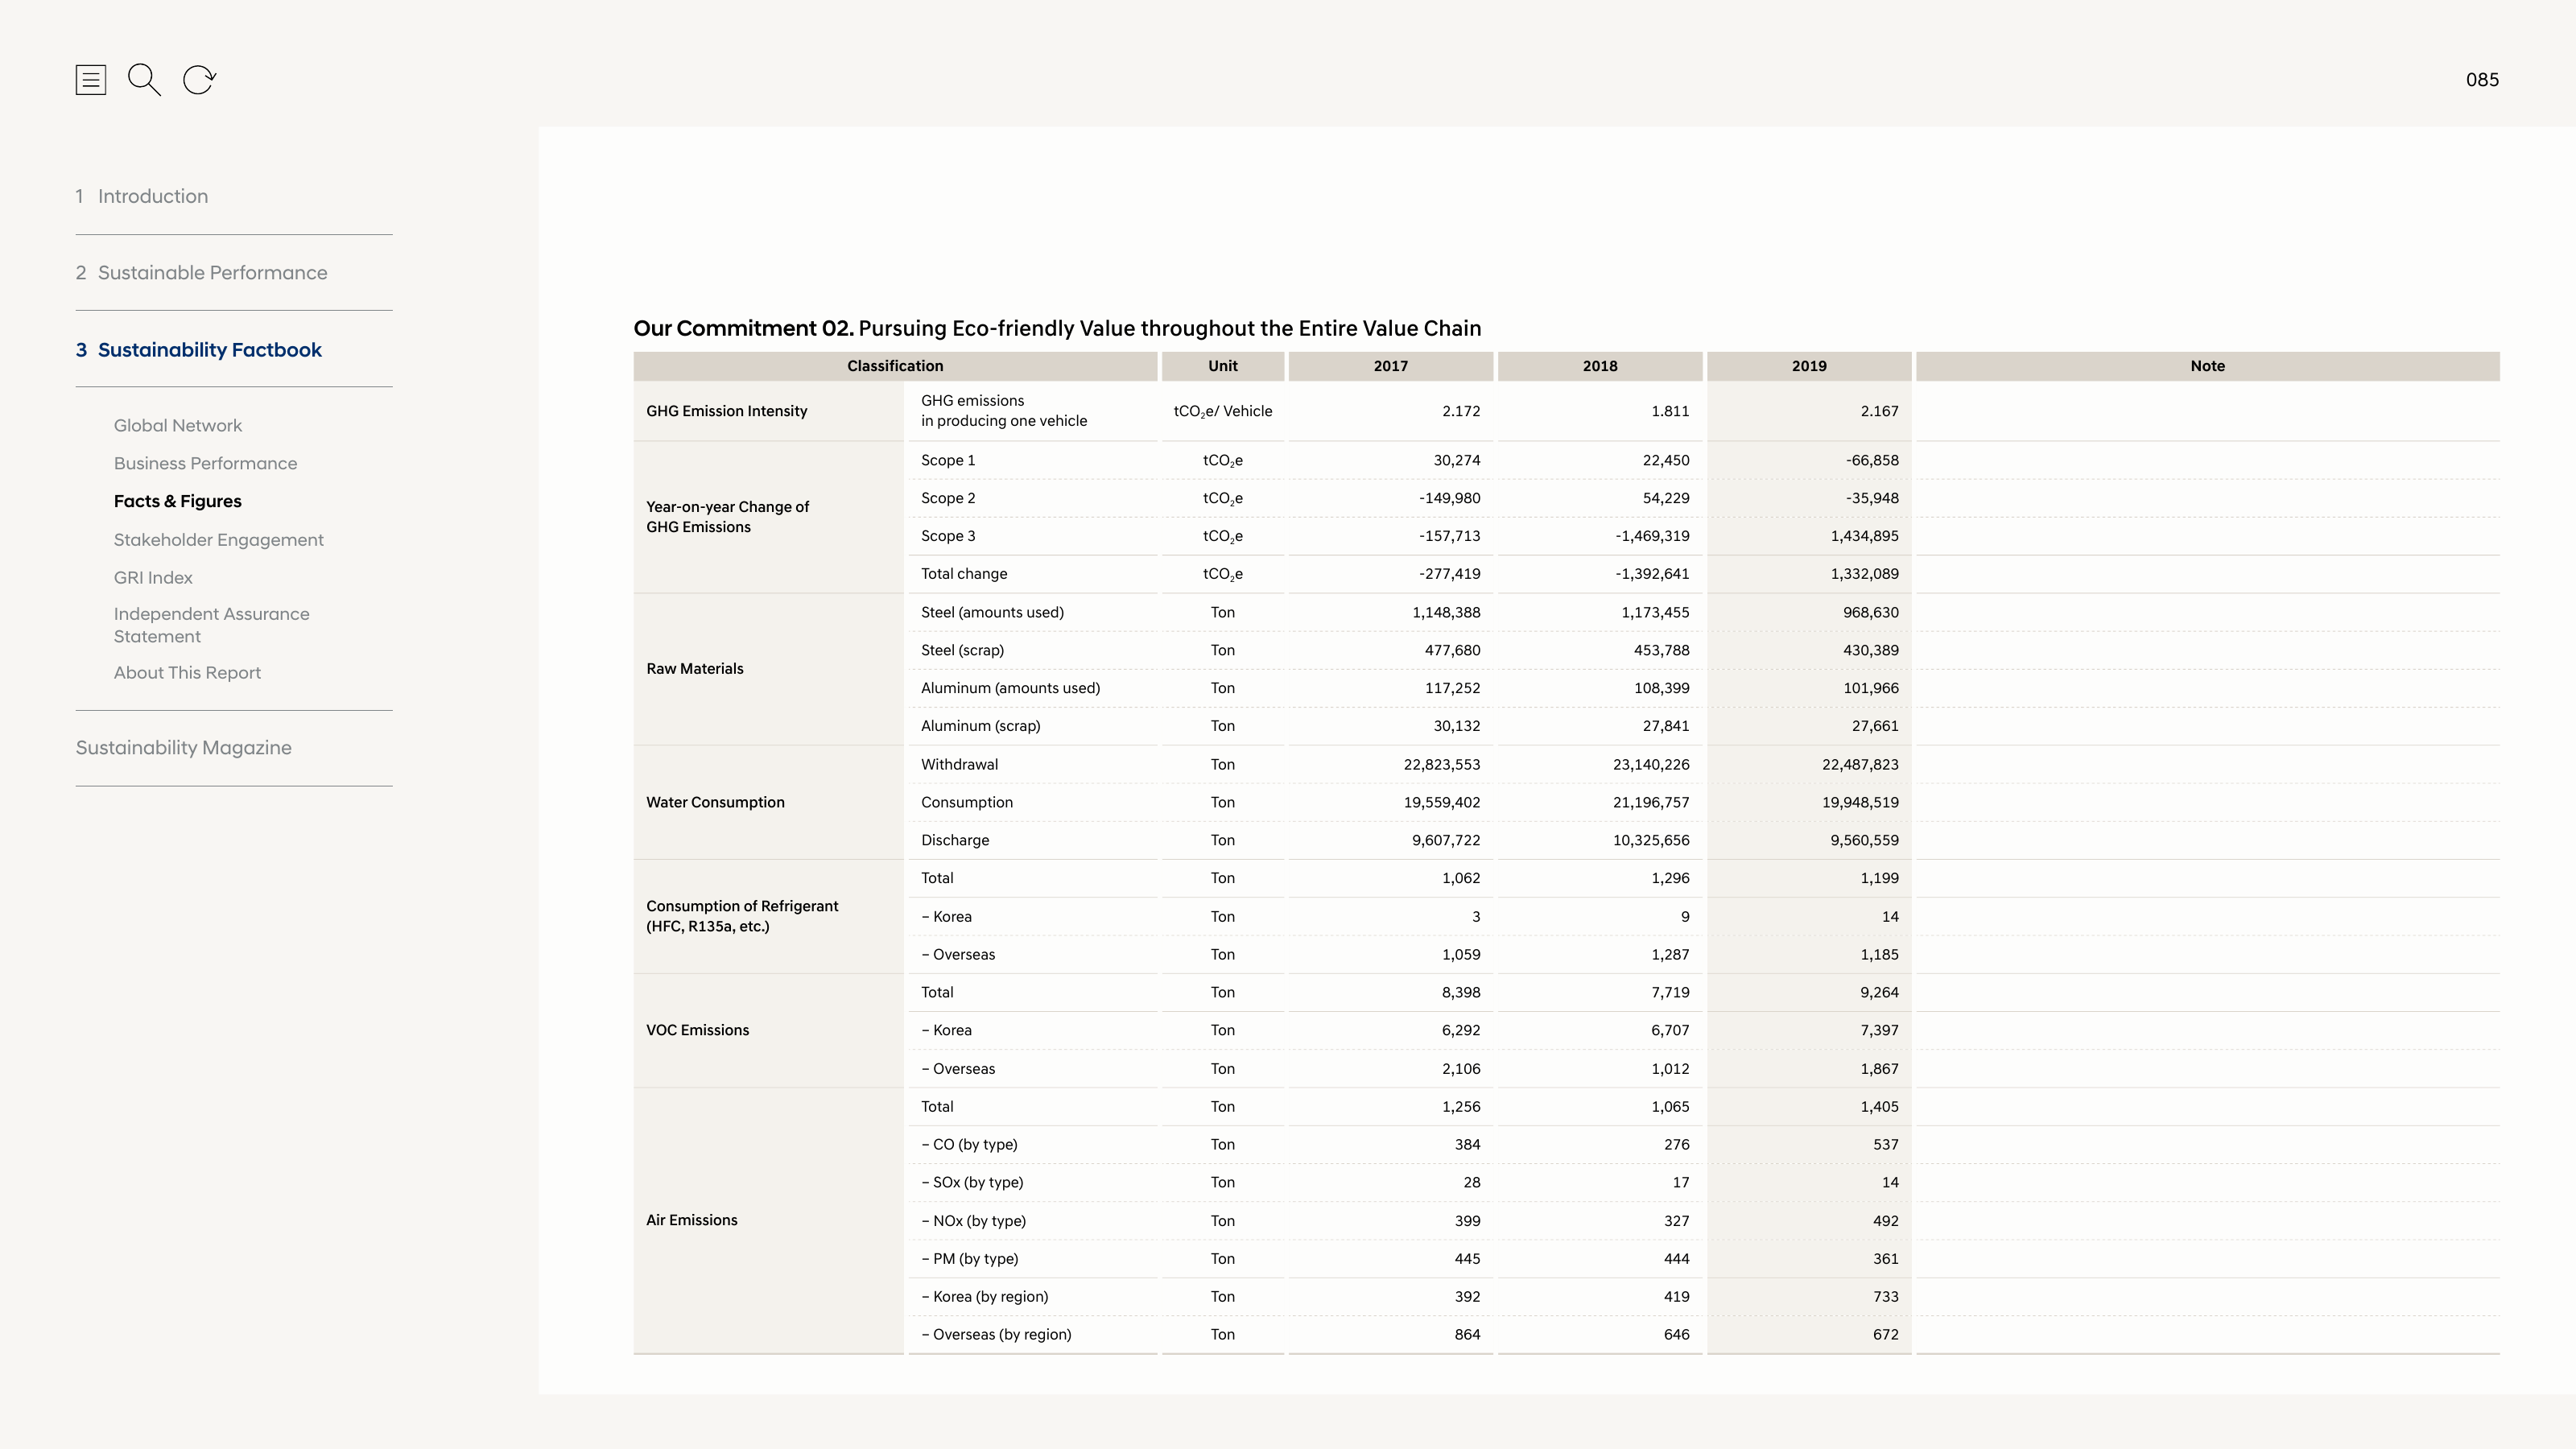 085
1 Introduction
2 Sustainable Performance
3 Sustainability Factbook
Global Network
Business Performance
Facts & Figures
Stakeholder Engagement
GRI Index
Independent Assurance
Statement
About This Report
Sustainability Magazine
Our Commitment 02. Pursuing Eco-friendly Value throughout the Entire Value Chain
Classification Unit 2017 2018 2019 Note
GHG Emission Intensity GHG emissions
in producing one vehicle tCO₂e/ Vehicle 2.172 1.811 2.167
Year-on-year Change of
GHG Emissions
Scope 1 tCO₂e 30,274 22,450 -66,858
Scope 2 tCO₂e -149,980 54,229 -35,948
Scope 3 tCO₂e -157,713 -1,469,319 1,434,895
Total change tCO₂e -277,419 -1,392,641 1,332,089
Raw Materials
Steel (amounts used) Ton 1,148,388 1,173,455 968,630
Steel (scrap) Ton 477,680 453,788 430,389
Aluminum (amounts used) Ton 117,252 108,399 101,966
Aluminum (scrap) Ton 30,132 27,841 27,661
Water Consumption
Withdrawal Ton 22,823,553 23,140,226 22,487,823
Consumption Ton 19,559,402 21,196,757 19,948,519
Discharge Ton 9,607,722 10,325,656 9,560,559
Consumption of Refrigerant
(HFC, R135a, etc.)
Total Ton 1,062 1,296 1,199
– Korea Ton 3 9 14
– Overseas Ton 1,059 1,287 1,185
VOC Emissions
Total Ton 8,398 7,719 9,264
– Korea Ton 6,292 6,707 7,397
– Overseas Ton 2,106 1,012 1,867
Air Emissions
Total Ton 1,256 1,065 1,405
– CO (by type) Ton 384 276 537
– SOx (by type) Ton 28 17 14
– NOx (by type) Ton 399 327 492
– PM (by type) Ton 445 444 361
– Korea (by region) Ton 392 419 733
– Overseas (by region) Ton 864 646 672